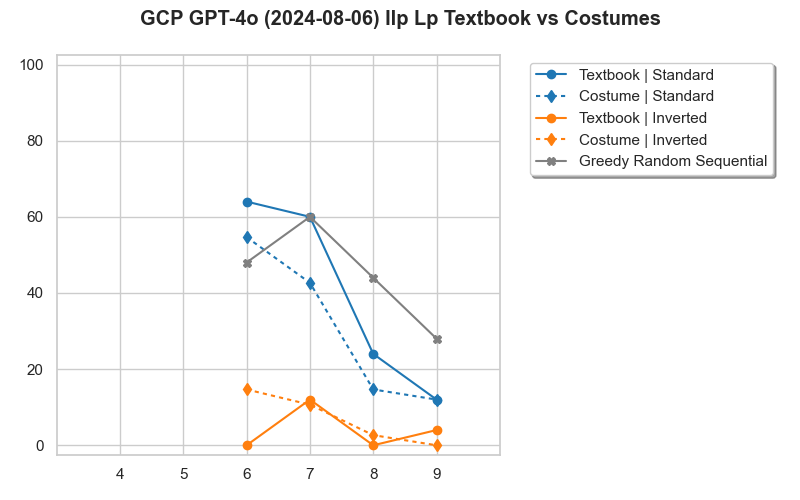 GCP GPT-4o (2024-08-06) Ilp Lp Textbook vs Costumes
100
80
60
40
20
0
4 5 6 7 8 9
Textbook | Standard
Costume | Standard
Textbook | Inverted
Costume | Inverted
Greedy Random Sequential